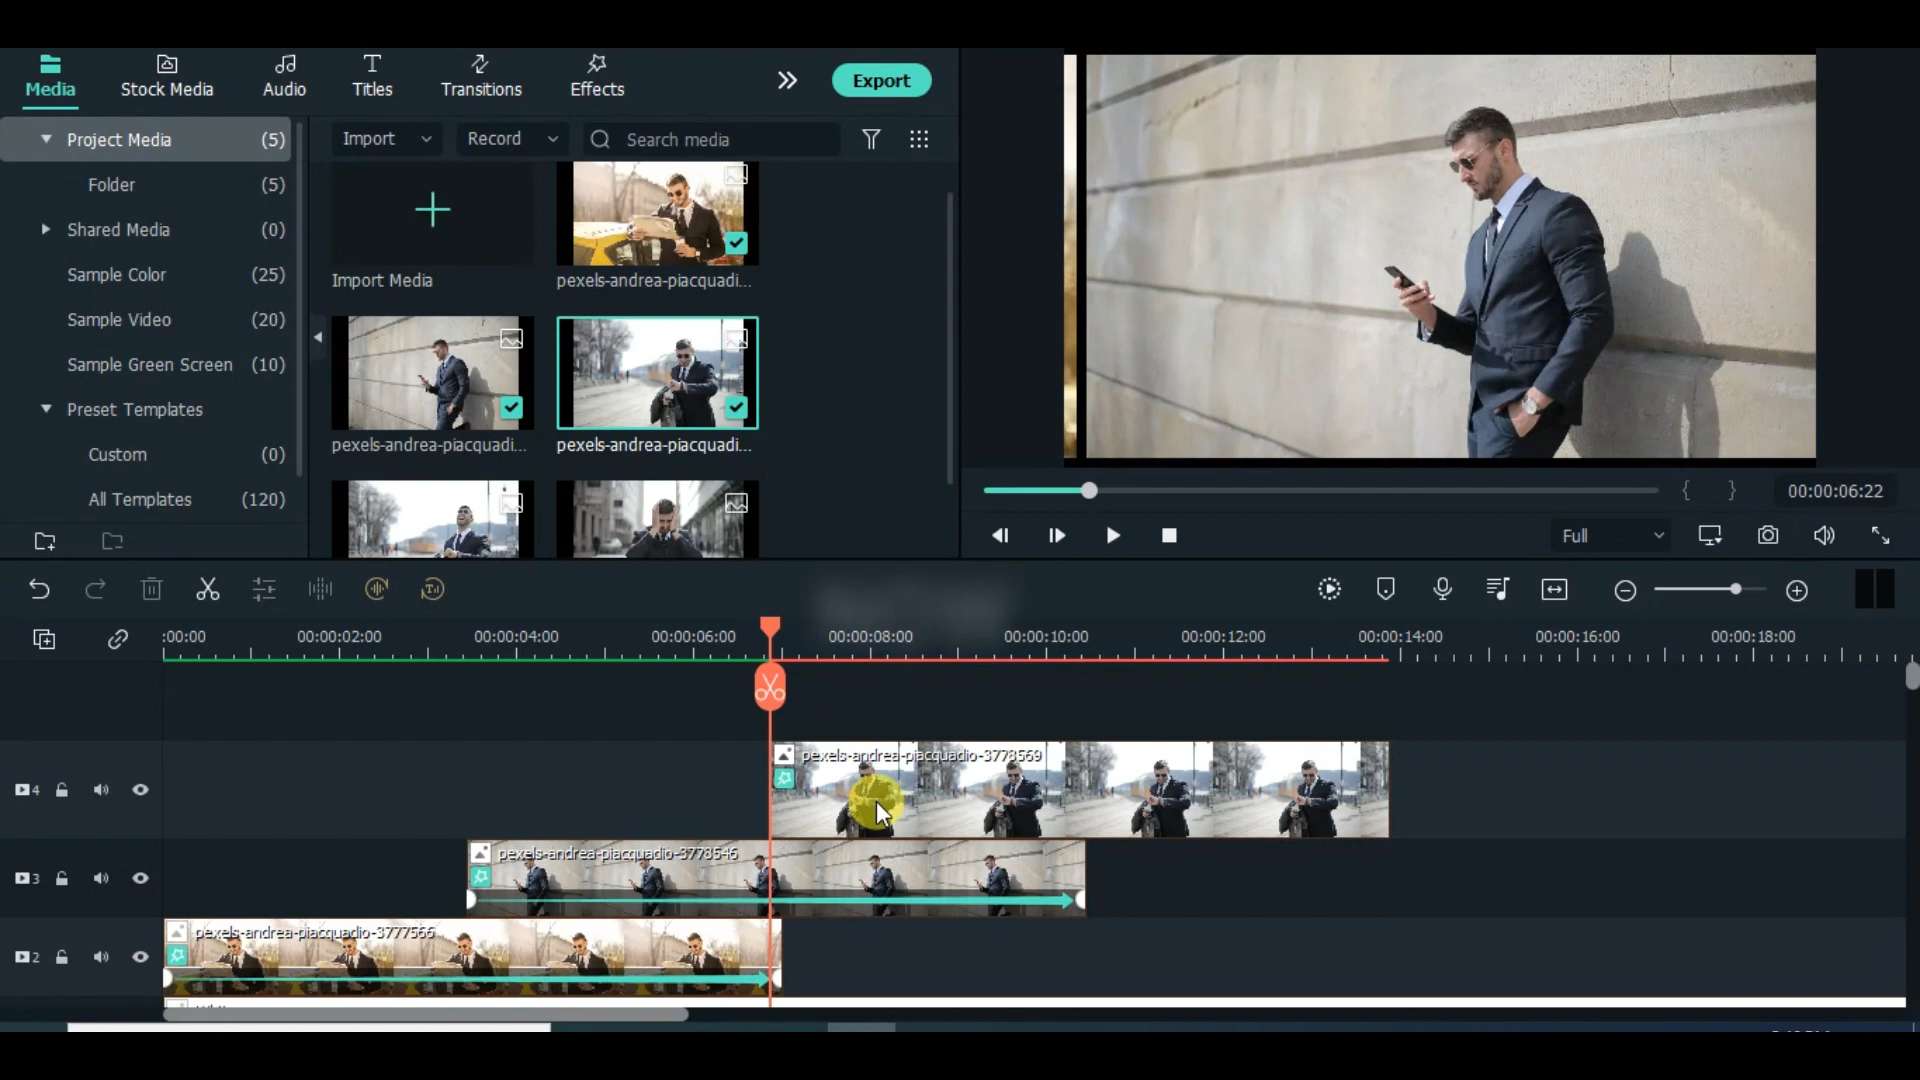 Media
Stock Media
Audio
Titles
Transitions
Effects
Export
Project Media (5)
Folder (5)
Shared Media (0)
Sample Color (25)
Sample Video (20)
Sample Green Screen (10)
Preset Templates
Custom (0)
All Templates (120)
Import
Record
Search media
Import Media
pexels-andrea-piacquadi...
pexels-andrea-piacquadi...
pexels-andrea-piacquadi...
{ }
00:00:06:22
Full
:00:00
00:00:02:00
00:00:04:00
00:00:06:00
00:00:08:00
00:00:10:00
00:00:12:00
00:00:14:00
00:00:16:00
00:00:18:00
4
pexels-andrea-piacquadio-3778569
3
pexels-andrea-piacquadio-3778546
2
pexels-andrea-piacquadio-3777566